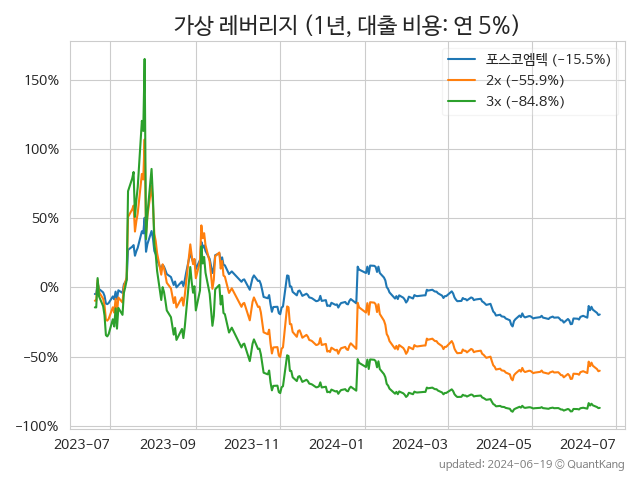 가상 레버리지 (1년, 대출 비용: 연 5%)
포스코엠텍 (-15.5%)
2x (-55.9%)
3x (-84.8%)
150%
100%
50%
0%
-50%
-100%
2023-07 2023-09 2023-11 2024-01 2024-03 2024-05 2024-07
updated: 2024-06-19 © QuantKang